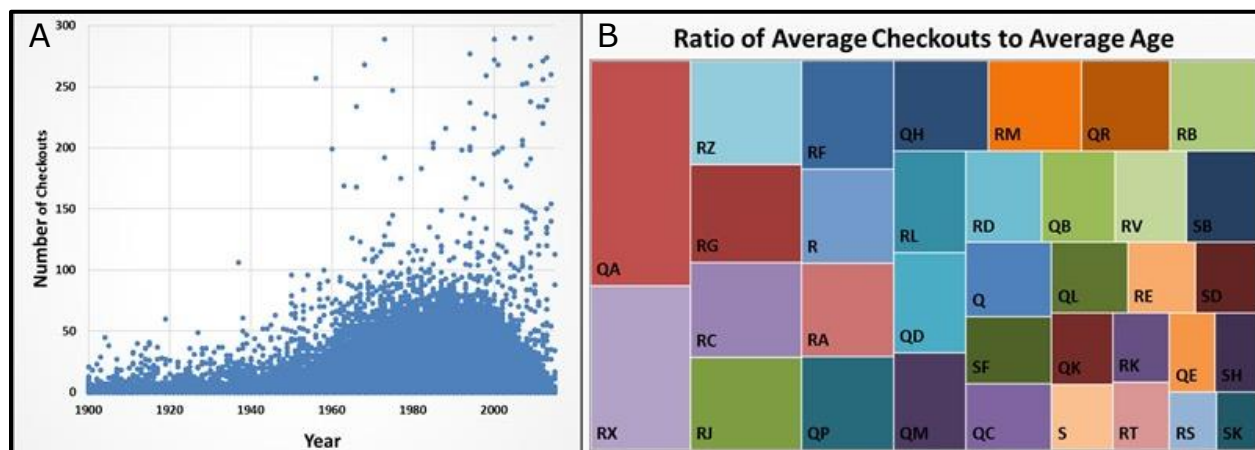 A
300
250
200
150
100
50
0
Number of Checkouts
1900 1920 1940 1960 1980 2000
Year
B
Ratio of Average Checkouts to Average Age
QA
RX
RZ
RG
RC
RJ
RF
R
RA
QP
QH
RM
QR
RB
RL
QD
QM
RD
QB
RV
SB
Q
QL
RE
SD
SF
QK
RK
QE
SH
QC
S
RT
RS
SK